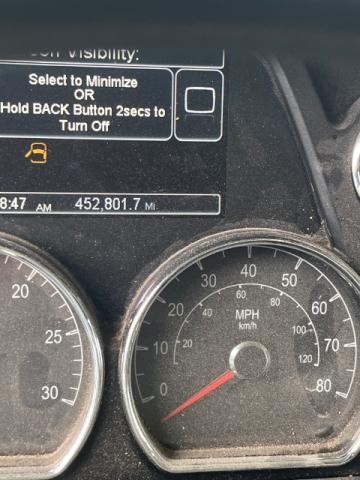 Visibility:
Select to Minimize
OR
Hold BACK Button 2secs to
Turn Off
8:47 AM 452,801.7 MI
20
25
30
0 10 20 30 40 50 60 70 80
20 40 60 80 100 120
MPH
km/h